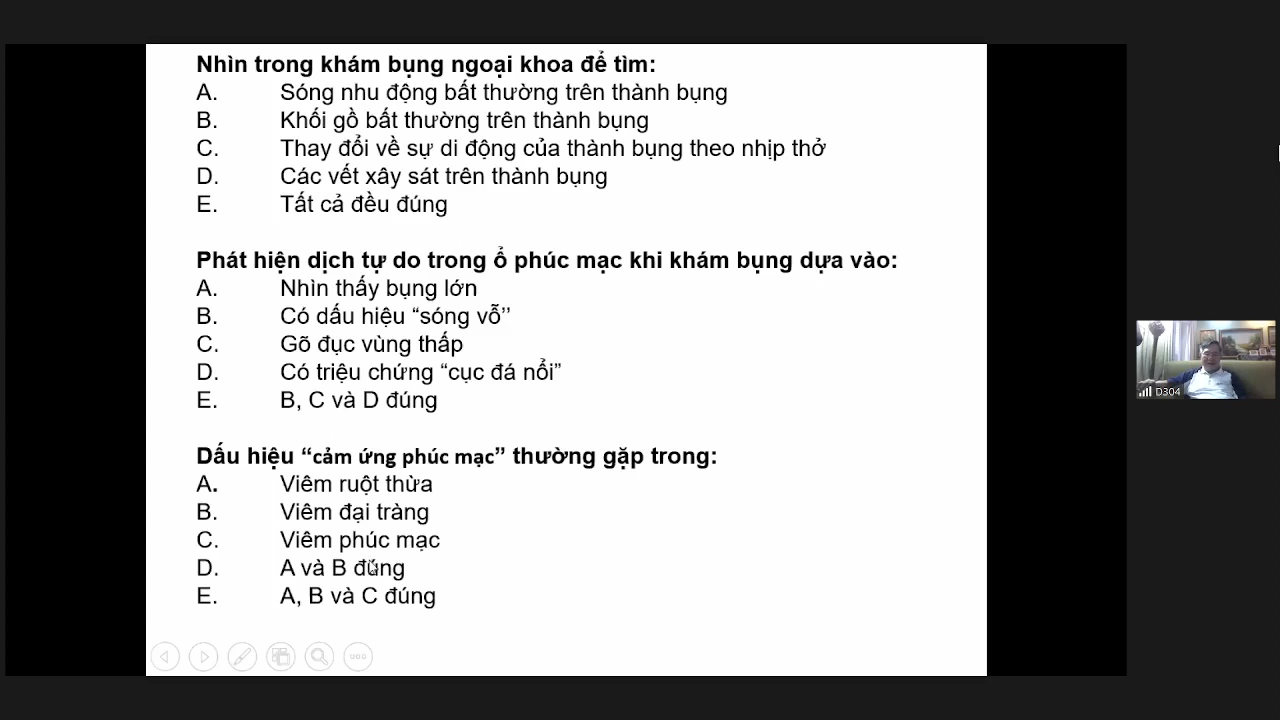 Nhìn trong khám bụng ngoại khoa để tìm:
A. Sóng nhu động bất thường trên thành bụng
B. Khối gồ bất thường trên thành bụng
C. Thay đổi về sự di động của thành bụng theo nhịp thở
D. Các vết xây sát trên thành bụng
E. Tất cả đều đúng
Phát hiện dịch tự do trong ổ phúc mạc khi khám bụng dựa vào:
A. Nhìn thấy bụng lớn
B. Có dấu hiệu “sóng vỗ’’
C. Gõ đục vùng thấp
D. Có triệu chứng “cục đá nổi”
E. B, C và D đúng
Dấu hiệu “cảm ứng phúc mạc” thường gặp trong:
A. Viêm ruột thừa
B. Viêm đại tràng
C. Viêm phúc mạc
D. A và B đúng
E. A, B và C đúng
D304